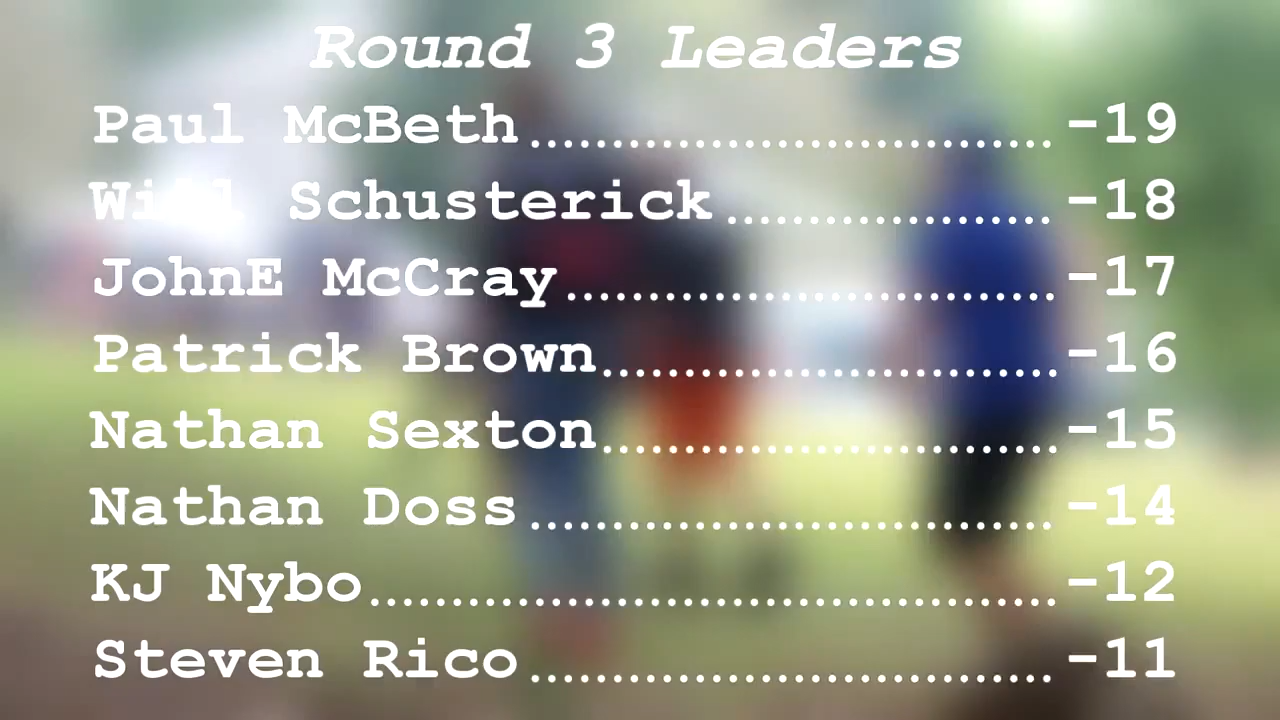 Round 3 Leaders
Paul McBeth........................... -19
Will Schusterick ................. -18
JohnE McCray......................... -17
Patrick Brown........................ -16
Nathan Sexton........................ -15
Nathan Doss........................... -14
KJ Nybo................................... -12
Steven Rico........................... -11